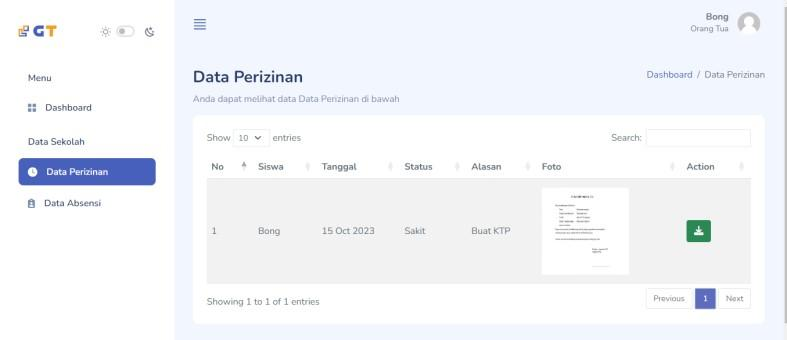 GT
Bong
Orang Tua
Menu
Dashboard
Data Sekolah
Data Perizinan
Data Absensi
Data Perizinan
Dashboard / Data Perizinan
Anda dapat melihat data Data Perizinan di bawah
Show 10 entries
Search:
No Siswa Tanggal Status Alasan Foto Action
1 Bong 15 Oct 2023 Sakit Buat KTP
Showing 1 to 1 of 1 entries
Previous 1 Next